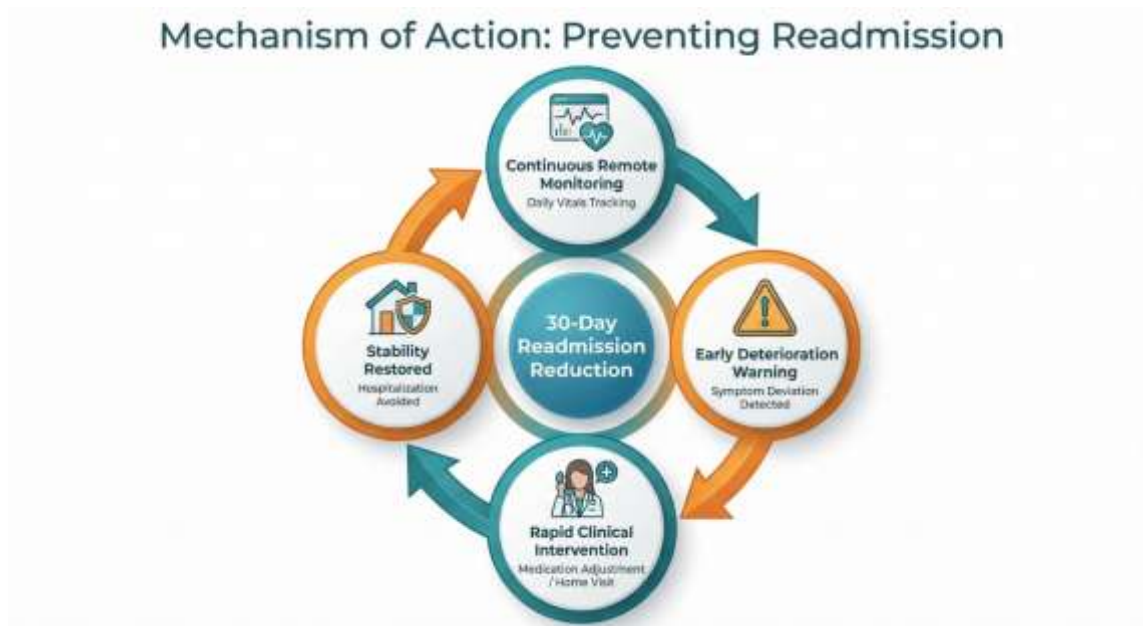 Mechanism of Action: Preventing Readmission
Continuous Remote
Monitoring
Daily Vitals Tracking
Early Deterioration
Warning
Symptom Deviation
Detected
Rapid Clinical
Intervention
Medication Adjustment
/ Home Visit
Stability
Restored
Hospitalization
Avoided
30-Day
Readmission
Reduction